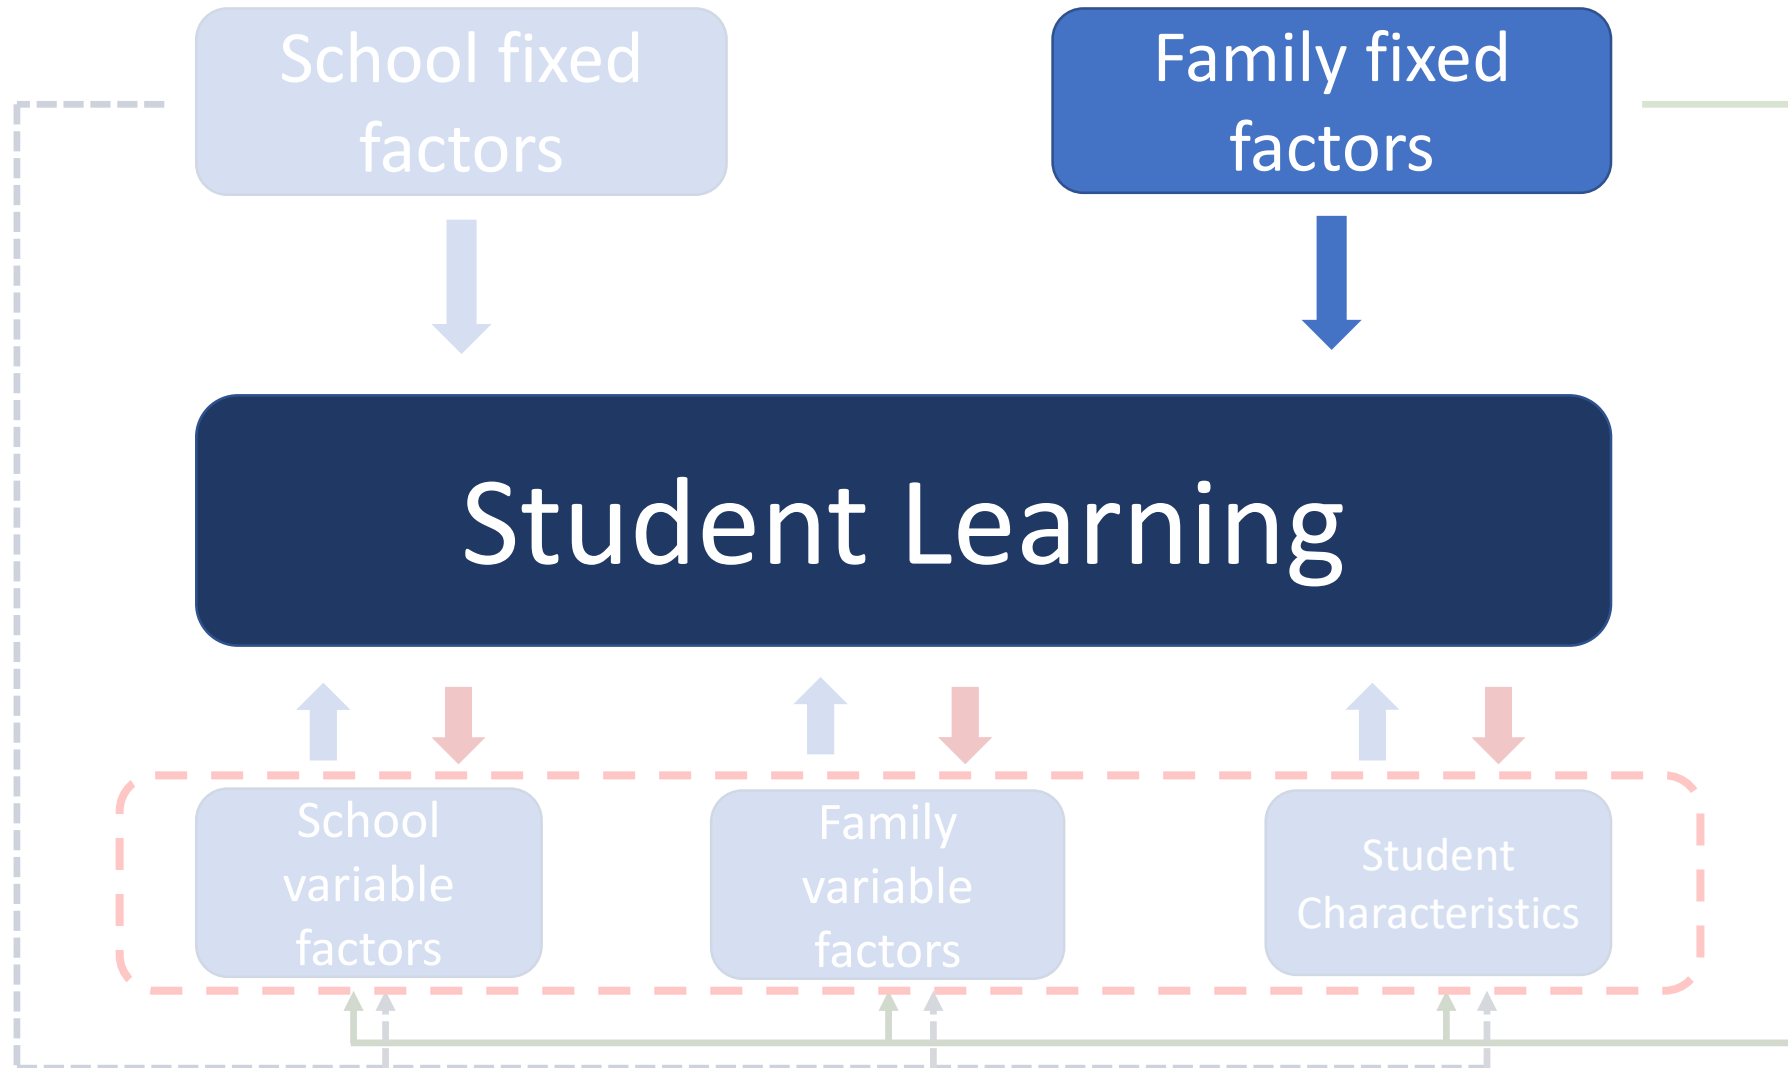 School fixed
factors
Family fixed
factors
Student Learning
School
variable
factors
Family
variable
factors
Student
Characteristics